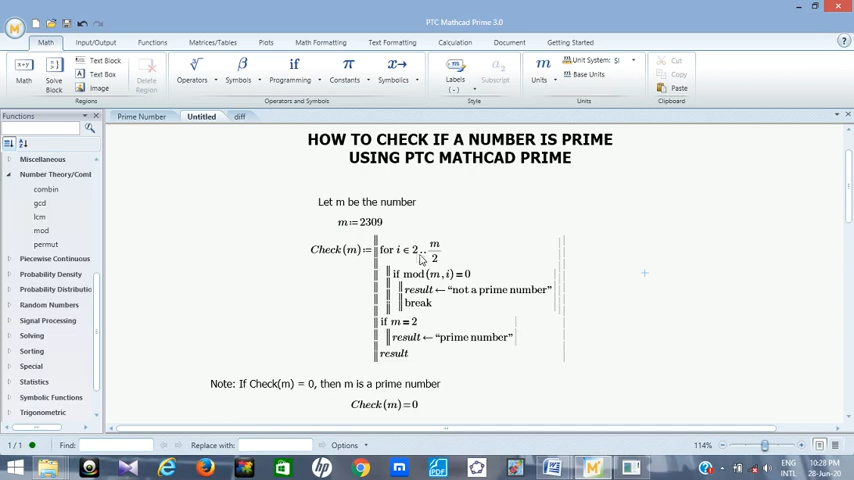 PTC Mathcad Prime 3.0
Math Input/Output Functions Matrices/Tables Plots Math Formatting Text Formatting Calculation Document Getting Started
Math
Solve Block
Text Block
Text Box
Image
Delete Region
Operators
Symbols
Programming
Constants
Symbolics
Labels
Subscript
Units
Unit System: SI
Base Units
Cut
Copy
Paste
Regions Operators and Symbols Style Units Clipboard
Functions
Prime Number Untitled diff
Miscellaneous
Number Theory/Comb
combin
gcd
lcm
mod
permut
Piecewise Continuous
Probability Density
Probability Distributio
Random Numbers
Signal Processing
Solving
Sorting
Special
Statistics
Symbolic Functions
Trigonometric
HOW TO CHECK IF A NUMBER IS PRIME
USING PTC MATHCAD PRIME
Let m be the number
m:=2309
Check(m):= for i ∈ 2..m/2
if mod(m,i)=0
result←"not a prime number"
break
if m=2
result←"prime number"
result
Note: If Check(m) = 0, then m is a prime number
Check(m)=0
1 / 1 Find: Replace with: Options 114%
ENG
INTL
10:28 PM
28-Jun-20